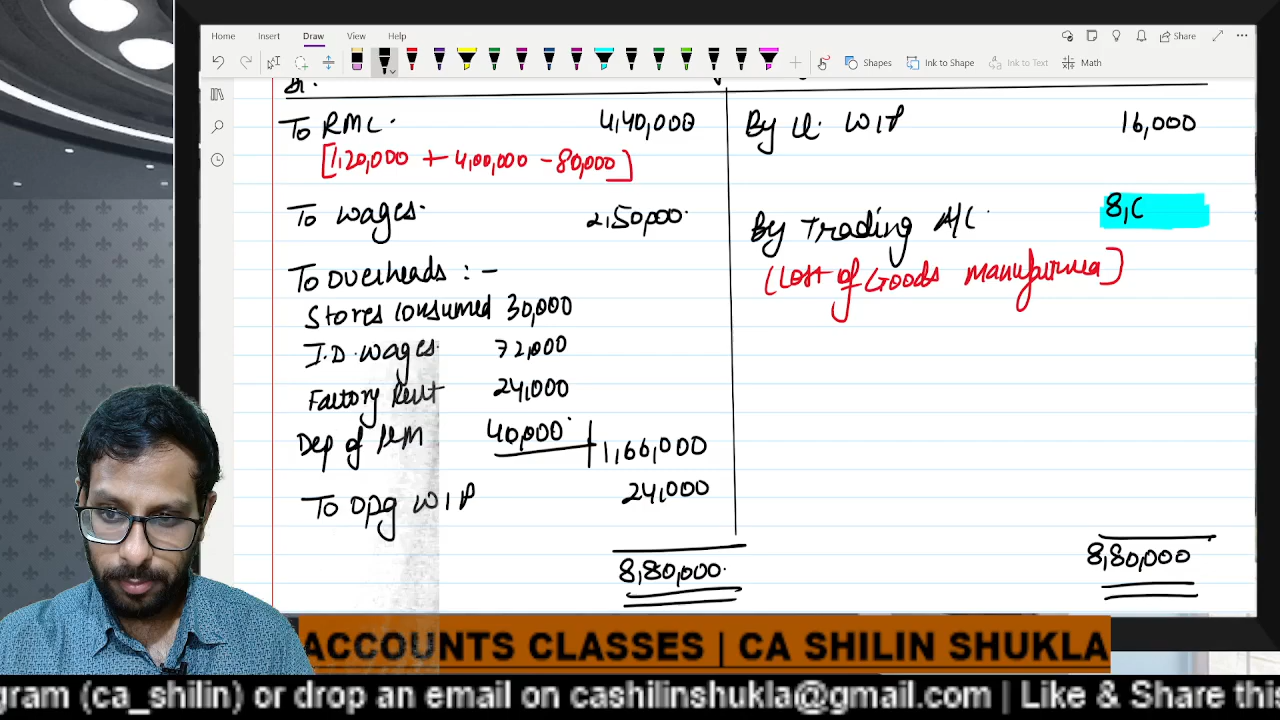 Home Insert Draw View Help Share
Shapes Ink to Shape Ink to Text Math
Dr.
To RMC. 4,40,000 By Cl. WIP 16,000
[1,20,000 + 4,00,000 - 80,000]
To wages. 2,50,000. By Trading A/C 8,0
To Overheads : - (Cost of Goods
Stores Consumed 30,000
I.D. wages. 72,000
Factory Rent 24,000
Dep of 40,000 1,66,000
To opg WIP 24,000
8,80,000. 8,80,000
ACCOUNTS CLASSES | CA SHILIN SHUKLA
gram (ca_shilin) or drop an email on cashilinshukla@gmail.com | Like & Share this